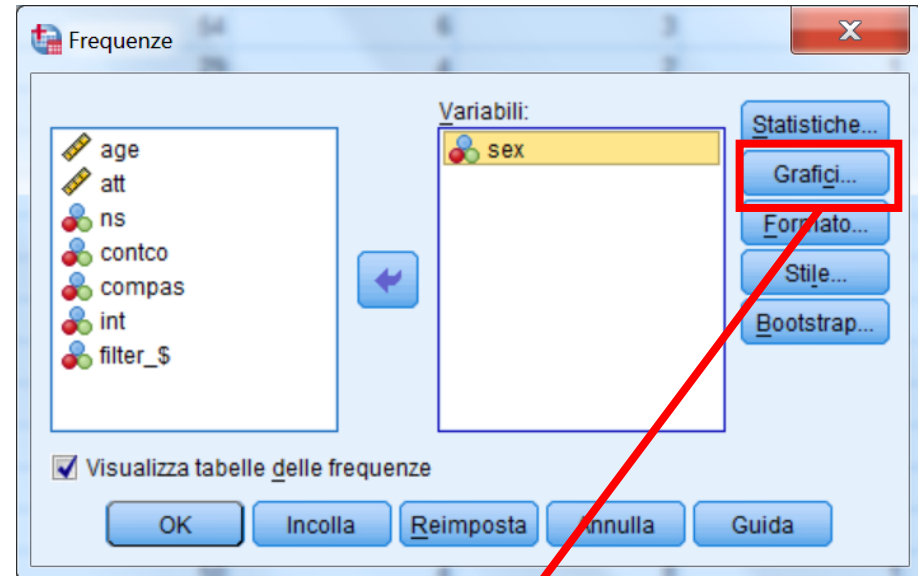 Frequenze
Variabili:
age
att
ns
contco
compas
int
filter_$
sex
Statistiche...
Grafici...
Formato...
Stile...
Bootstrap...
Visualizza tabelle delle frequenze
OK Incolla Reimposta Annulla Guida